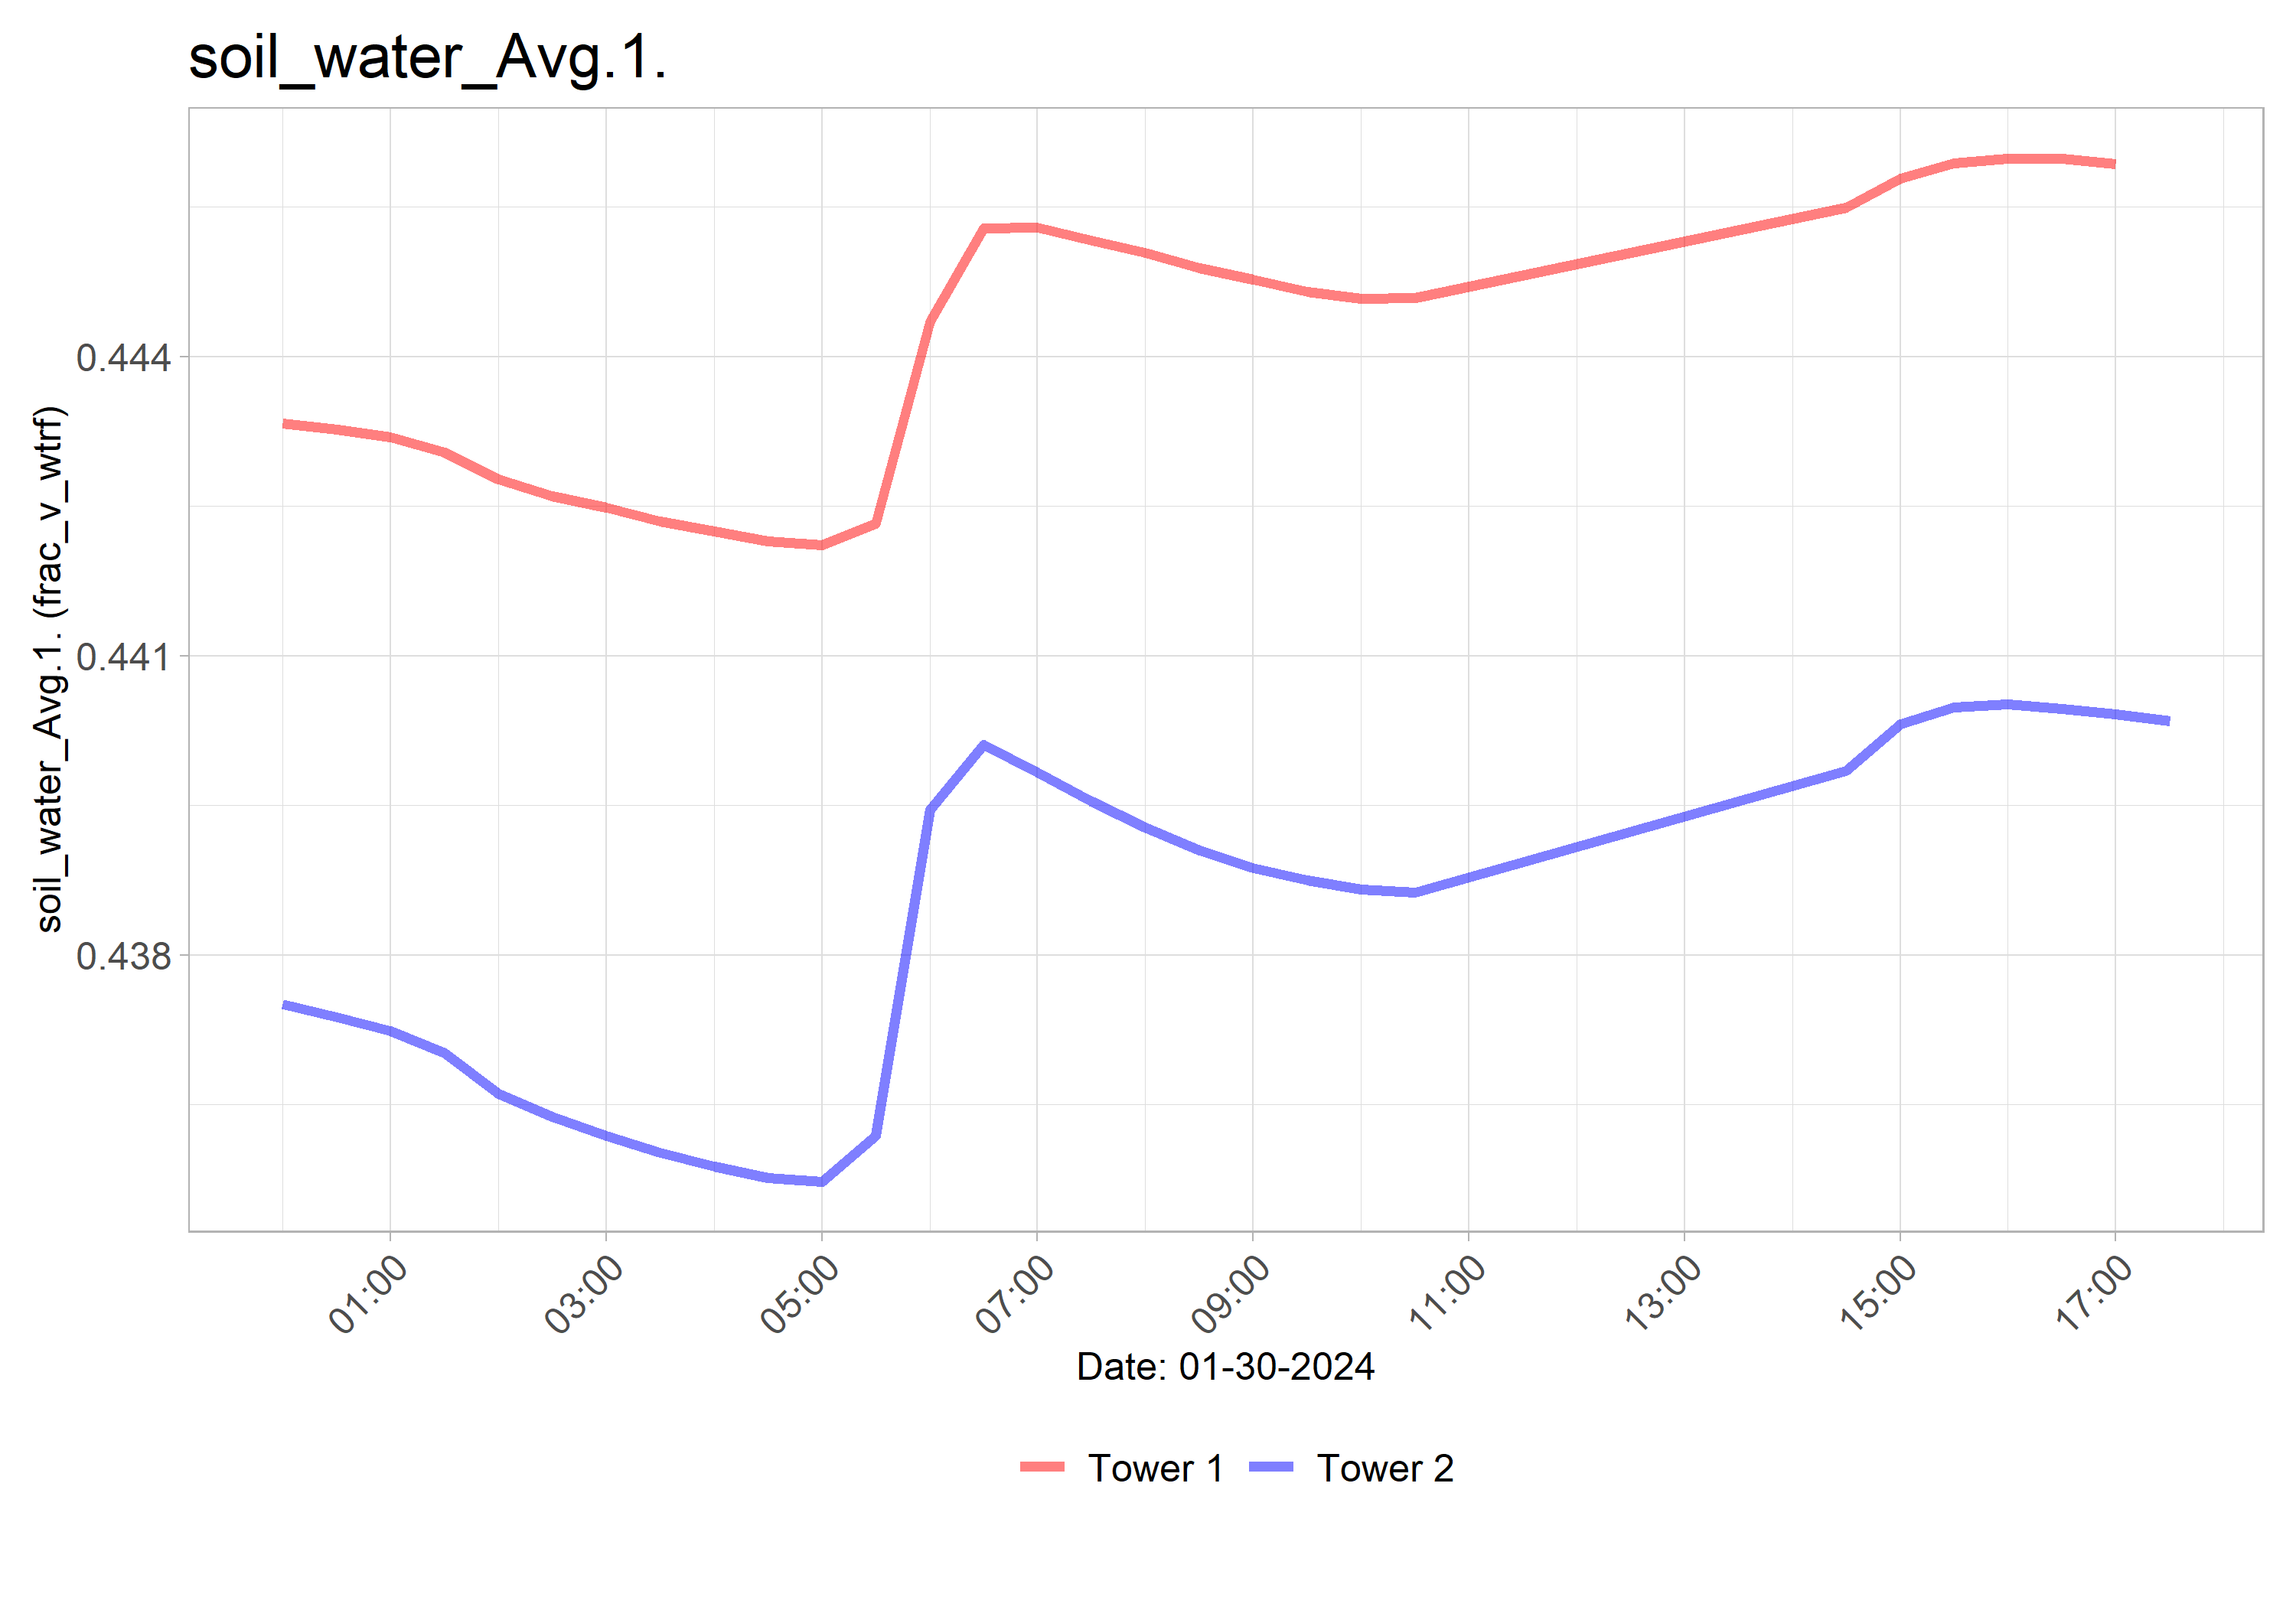 soil_water_Avg.1.
soil_water_Avg.1. (frac_v_wtrf)
0.444
0.441
0.438
01:00
03:00
05:00
07:00
09:00
11:00
13:00
15:00
17:00
Date: 01-30-2024
Tower 1
Tower 2